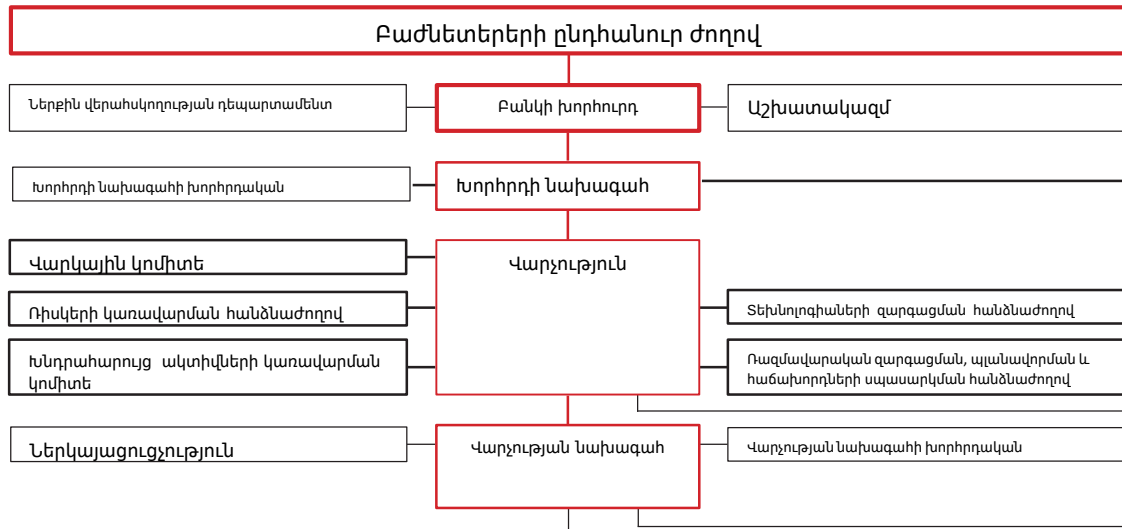 Բաժնետերերի ընդհանուր ժողով
Ներքին վերահսկողության դեպարտամենտ
Բանկի խորհուրդ
Աշխատակազմ
Խորհրդի նախագահի խորհրդական
Խորհրդի նախագահ
Վարկային կոմիտե
Վարչություն
Ռիսկերի կառավարման հանձնաժողով
Տեխնոլոգիաների զարգացման հանձնաժողով
Խնդրահարույց ակտիվների կառավարման
կոմիտե
Ռազմավարական զարգացման, պլանավորման և
հաճախորդների սպասարկման հանձնաժողով
Ներկայացուցչություն
Վարչության նախագահ
Վարչության նախագահի խորհրդական